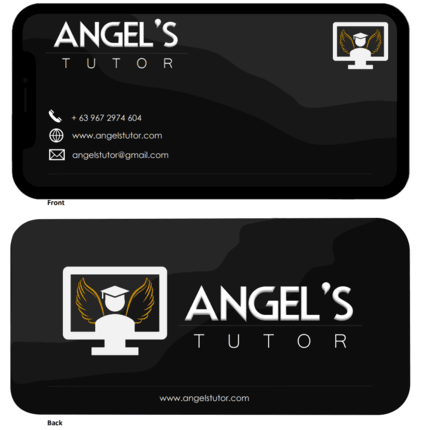 ANGEL'S
TUTOR
+ 63 967 2974 604
www.angelstutor.com
angelstutor@gmail.com
Front
ANGEL'S
TUTOR
www.angelstutor.com
Back